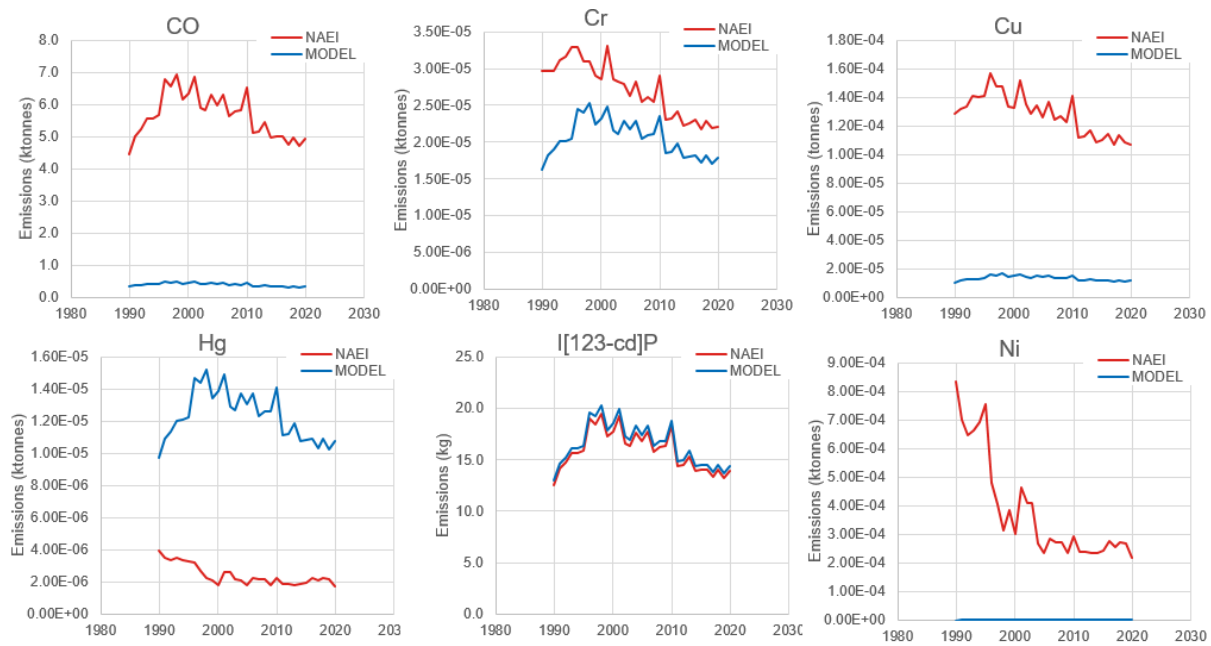 CO
NAEI
MODEL
8.0
7.0
6.0
5.0
4.0
3.0
2.0
1.0
0.0
Emissions (ktonnes)
1980 1990 2000 2010 2020 2030
Cr
NAEI
MODEL
3.50E-05
3.00E-05
2.50E-05
2.00E-05
1.50E-05
1.00E-05
5.00E-06
0.00E+00
Emissions (ktonnes)
1980 1990 2000 2010 2020 2030
Cu
NAEI
MODEL
1.80E-04
1.60E-04
1.40E-04
1.20E-04
1.00E-04
8.00E-05
6.00E-05
4.00E-05
2.00E-05
0.00E+00
Emissions (tonnes)
1980 1990 2000 2010 2020 2030
Hg
NAEI
MODEL
1.60E-05
1.40E-05
1.20E-05
1.00E-05
8.00E-06
6.00E-06
4.00E-06
2.00E-06
0.00E+00
Emissions (ktonnes)
1980 1990 2000 2010 2020
I[123-cd]P
NAEI
MODEL
25.0
20.0
15.0
10.0
5.0
0.0
Emissions (kg)
1980 1990 2000 2010 2020
Ni
NAEI
MODEL
9.00E-04
8.00E-04
7.00E-04
6.00E-04
5.00E-04
4.00E-04
3.00E-04
2.00E-04
1.00E-04
0.00E+00
Emissions (ktonnes)
1980 1990 2000 2010 2020 2030